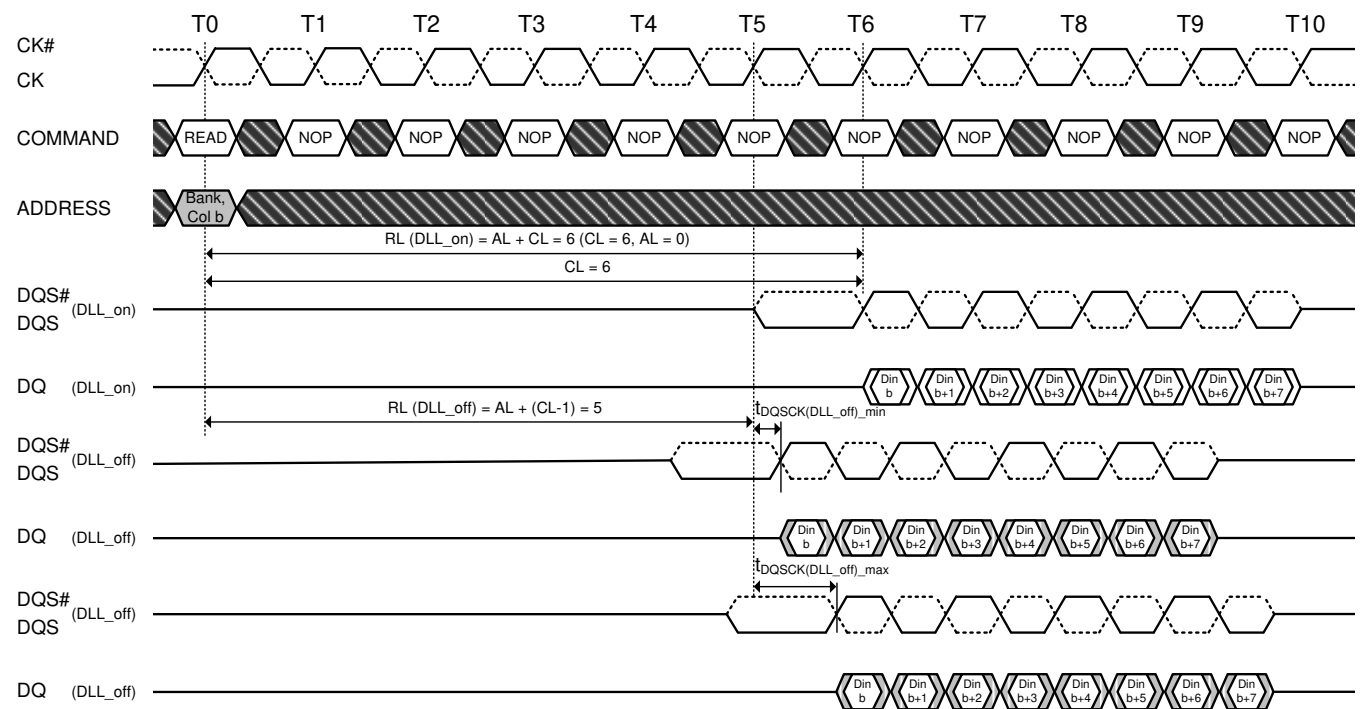 T0 T1 T2 T3 T4 T5 T6 T7 T8 T9 T10
CK#
CK
COMMAND READ NOP NOP NOP NOP NOP NOP NOP NOP NOP NOP
ADDRESS Bank, Col b
RL (DLL_on) = AL + CL = 6 (CL = 6, AL = 0)
CL = 6
DQS# (DLL_on)
DQS
DQ (DLL_on) Din b Din b+1 Din b+2 Din b+3 Din b+4 Din b+5 Din b+6 Din b+7
RL (DLL_off) = AL + (CL-1) = 5 tDQSCK(DLL_off)_min
DQS# (DLL_off)
DQS
DQ (DLL_off) Din b Din b+1 Din b+2 Din b+3 Din b+4 Din b+5 Din b+6 Din b+7
tDQSCK(DLL_off)_max
DQS# (DLL_off)
DQS
DQ (DLL_off) Din b Din b+1 Din b+2 Din b+3 Din b+4 Din b+5 Din b+6 Din b+7